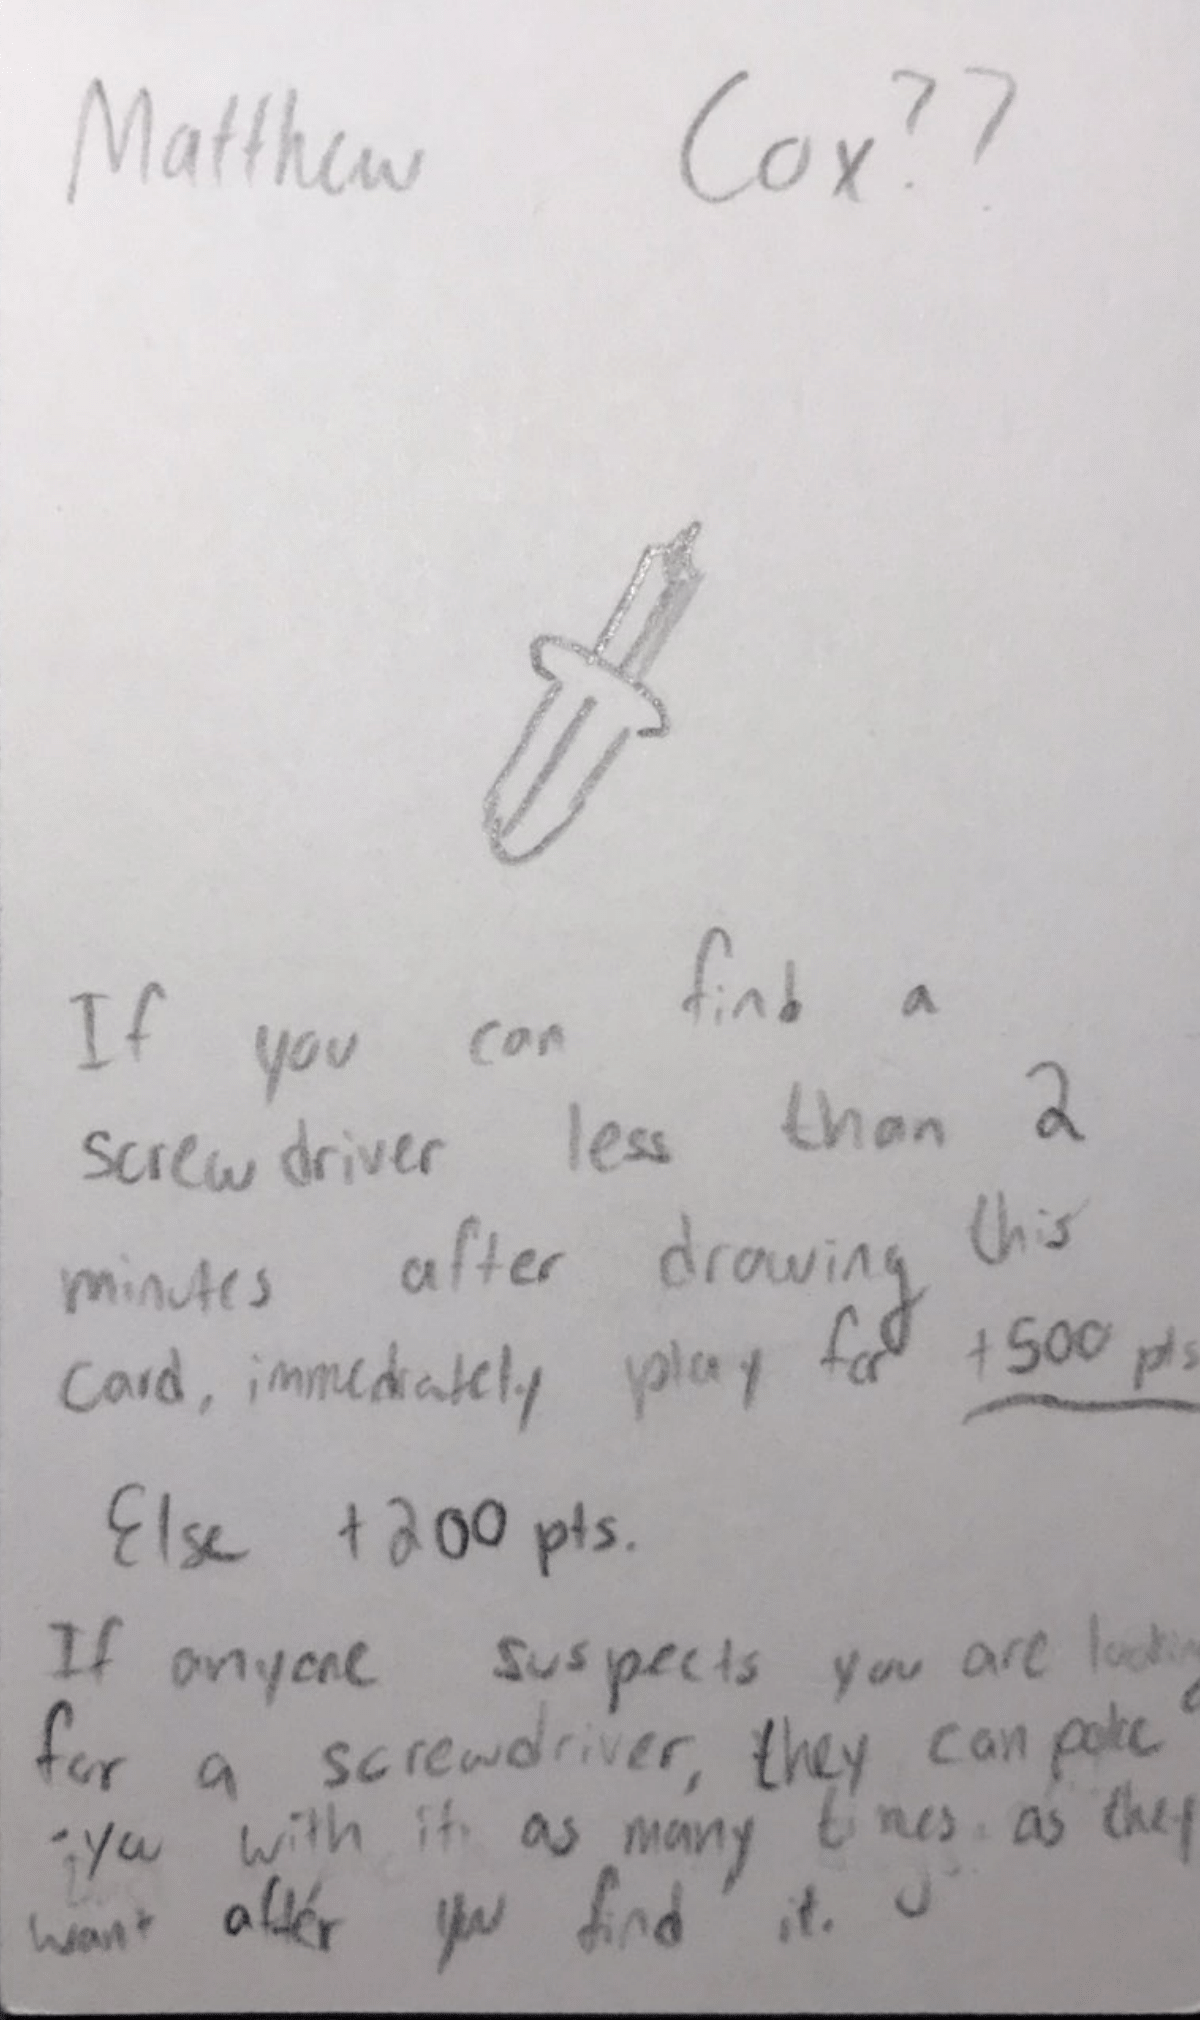 Matthew Cox??
If you can find a
screwdriver less than 2
minutes after drawing this
card, immediately play for +500 pts
Else +200 pts.
If anyone suspects you are looking
for a screwdriver, they can poke
you with it as many times as they
want after you find it.